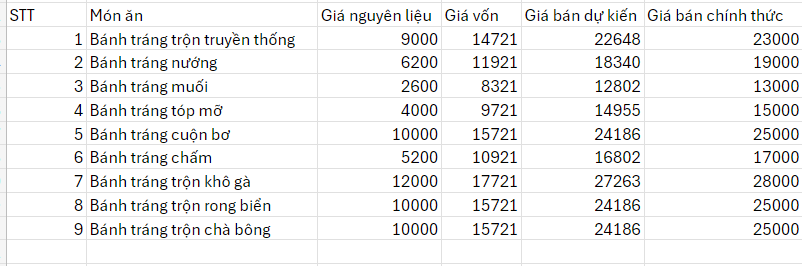 STT Món ăn Giá nguyên liệu Giá vốn Giá bán dự kiến Giá bán chính thức
1 Bánh tráng trộn truyền thống 9000 14721 22648 23000
2 Bánh tráng nướng 6200 11921 18340 19000
3 Bánh tráng muối 2600 8321 12802 13000
4 Bánh tráng tóp mỡ 4000 9721 14955 15000
5 Bánh tráng cuộn bơ 10000 15721 24186 25000
6 Bánh tráng chấm 5200 10921 16802 17000
7 Bánh tráng trộn khô gà 12000 17721 27263 28000
8 Bánh tráng trộn rong biển 10000 15721 24186 25000
9 Bánh tráng trộn chà bông 10000 15721 24186 25000